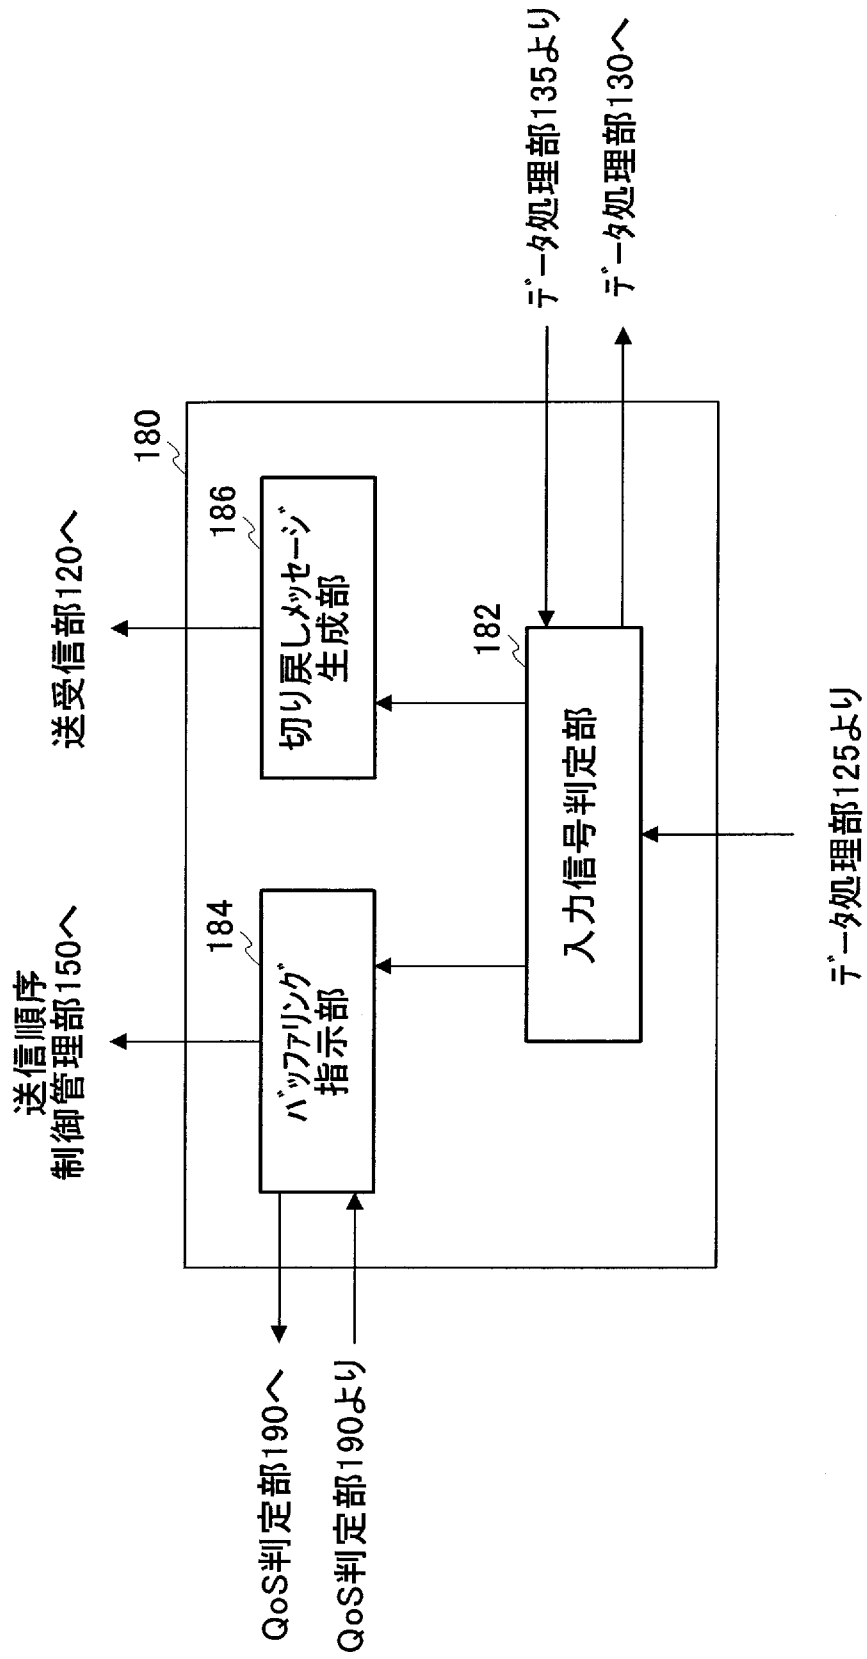 送信順序
制御管理部150へ
送受信部120へ
180
184
186
バッファリング
指示部
切り戻しメッセージ
生成部
QoS判定部190へ
QoS判定部190より
182
入力信号判定部
データ処理部135より
データ処理部130へ
データ処理部125より